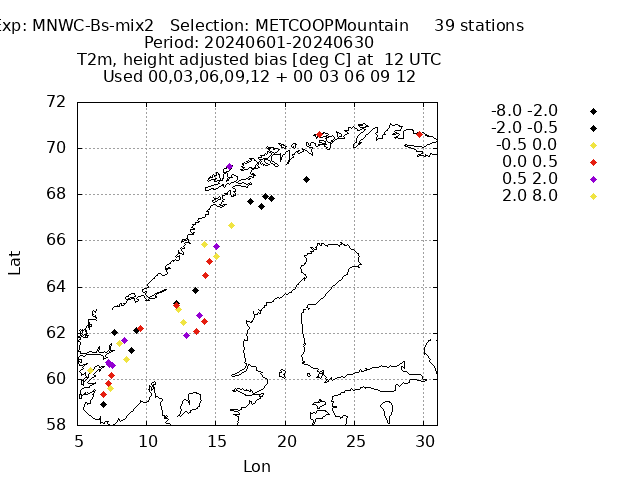 Exp: MNWC-Bs-mix2 Selection: METCOOPMountain 39 stations
Period: 20240601-20240630
T2m, height adjusted bias [deg C] at 12 UTC
Used 00,03,06,09,12 + 00 03 06 09 12
72
70
68
66
64
62
60
58
5 10 15 20 25 30
Lat
Lon
-8.0 -2.0
-2.0 -0.5
-0.5 0.0
0.0 0.5
0.5 2.0
2.0 8.0